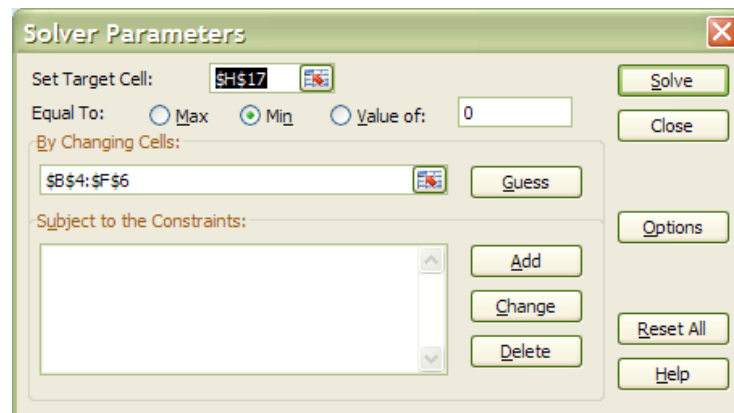 Solver Parameters
Set Target Cell: $H$17 Solve
Equal To: Max Min Value of: 0 Close
By Changing Cells:
$B$4:$F$6 Guess
Subject to the Constraints: Options
Add
Change
Reset All
Delete
Help